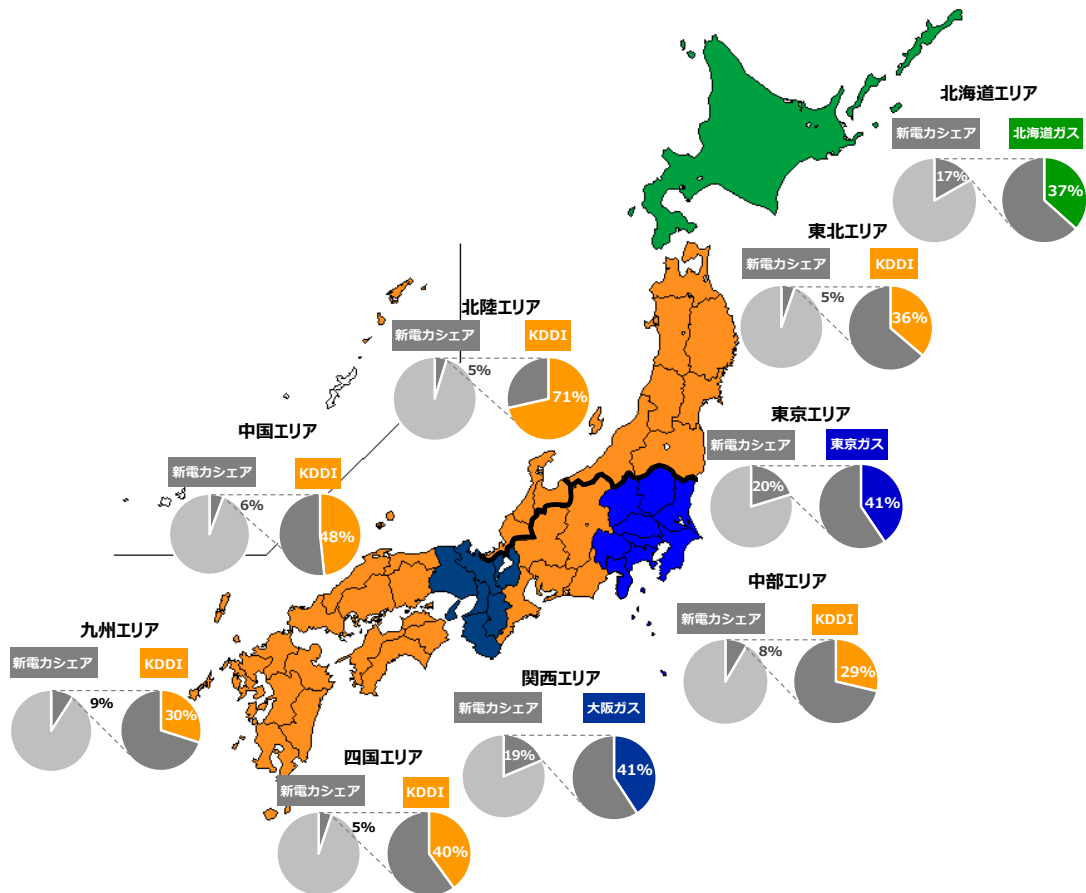 北海道エリア
新電力シェア
北海道ガス
17%
37%
東北エリア
新電力シェア
KDDI
5%
36%
北陸エリア
新電力シェア
KDDI
5%
71%
東京エリア
新電力シェア
東京ガス
20%
41%
中国エリア
新電力シェア
KDDI
6%
48%
中部エリア
新電力シェア
KDDI
8%
29%
九州エリア
新電力シェア
KDDI
9%
30%
関西エリア
新電力シェア
大阪ガス
19%
41%
四国エリア
新電力シェア
KDDI
5%
40%